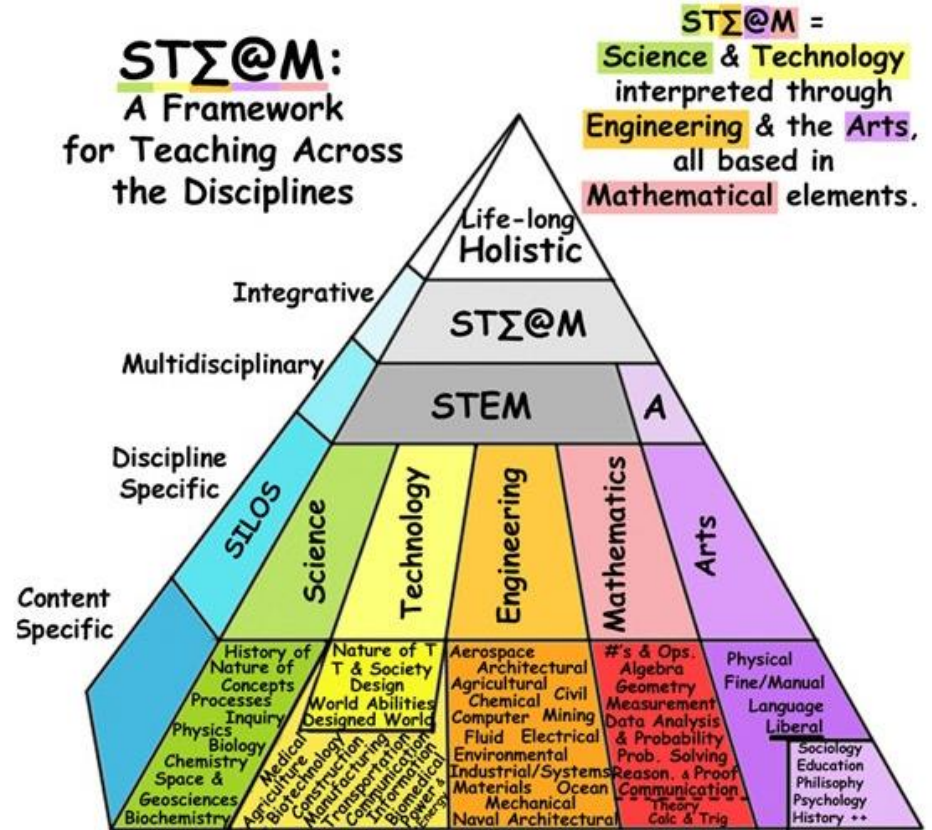 STΣ@M:
A Framework
for Teaching Across
the Disciplines
STΣ@M =
Science & Technology
interpreted through
Engineering & the Arts,
all based in
Mathematical elements.
Life-long
Holistic
Integrative
STΣ@M
Multidisciplinary
STEM
A
Discipline
Specific
SILOS
Science
Technology
Engineering
Mathematics
Arts
Content
Specific
History of
Nature of
Concepts
Processes
Inquiry
Physics
Biology
Chemistry
Space &
Geosciences
Biochemistry
Nature of T
T & Society
Design
World Abilities
Designed World
Medical
Agriculture
Biotechnology
Construction
Manufacturing
Transportation
Communication
Information
Biomedical
Power &
Energy
Aerospace
Architectural
Agricultural
Civil
Chemical
Computer Mining
Fluid Electrical
Environmental
Industrial/Systems
Materials Ocean
Mechanical
Naval Architectural
#'s & Ops.
Algebra
Geometry
Measurement
Data Analysis
& Probability
Prob. Solving
Reason. & Proof
Communication
Theory
Calc & Trig
Physical
Fine/Manual
Language
Liberal
Sociology
Education
Philisophy
Psychology
History ++